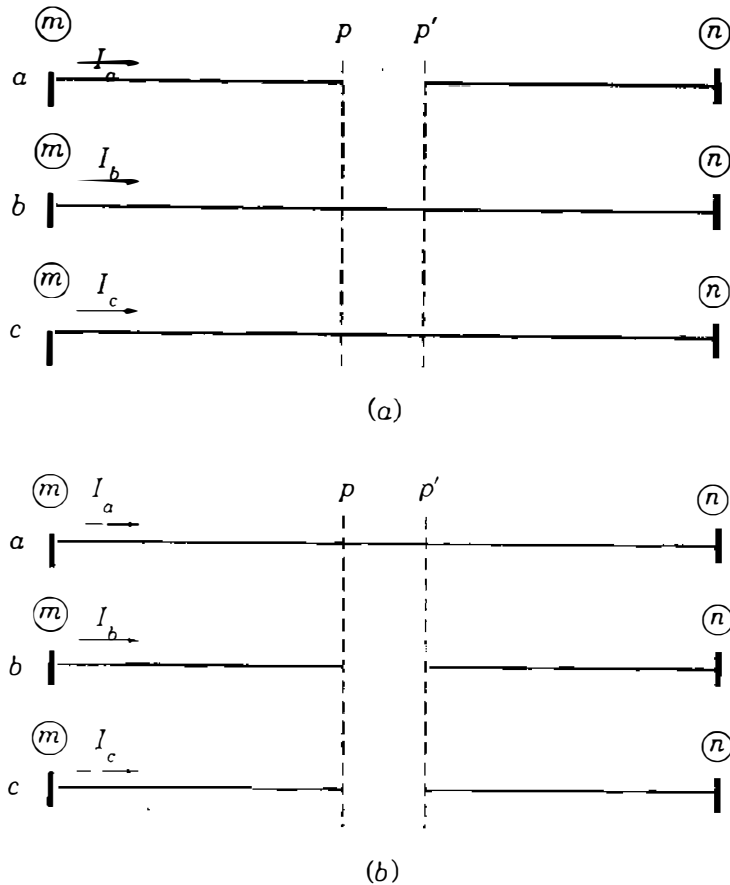 m p p' n
I_a
a
m I_b n
b
m I_c n
c
(a)
m I_a p p' n
a
m I_b n
b
m I_c n
c
(b)